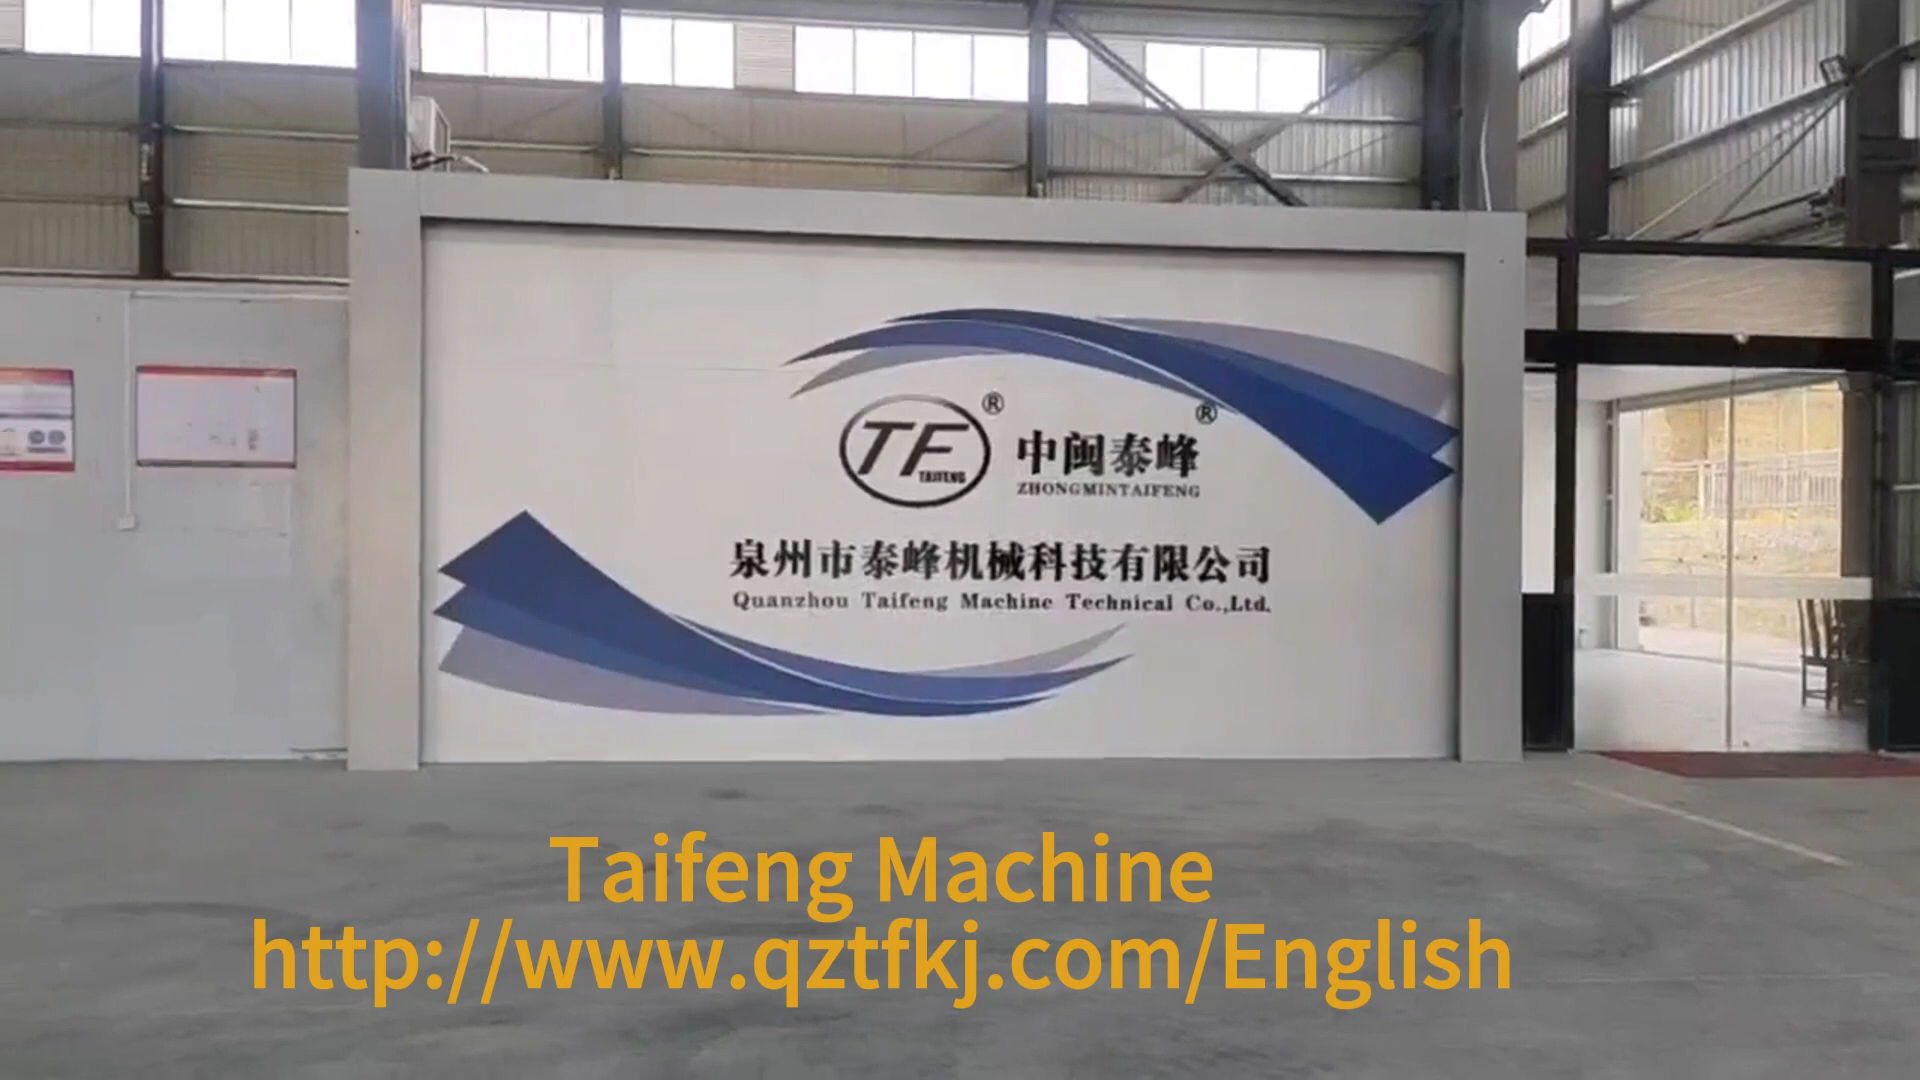 TF
TAIFENG
®
中闽泰峰®
ZHONGMINTAIFENG
泉州市泰峰机械科技有限公司
Quanzhou Taifeng Machine Technical Co.,Ltd.
Taifeng Machine
http://www.qztfkj.com/English